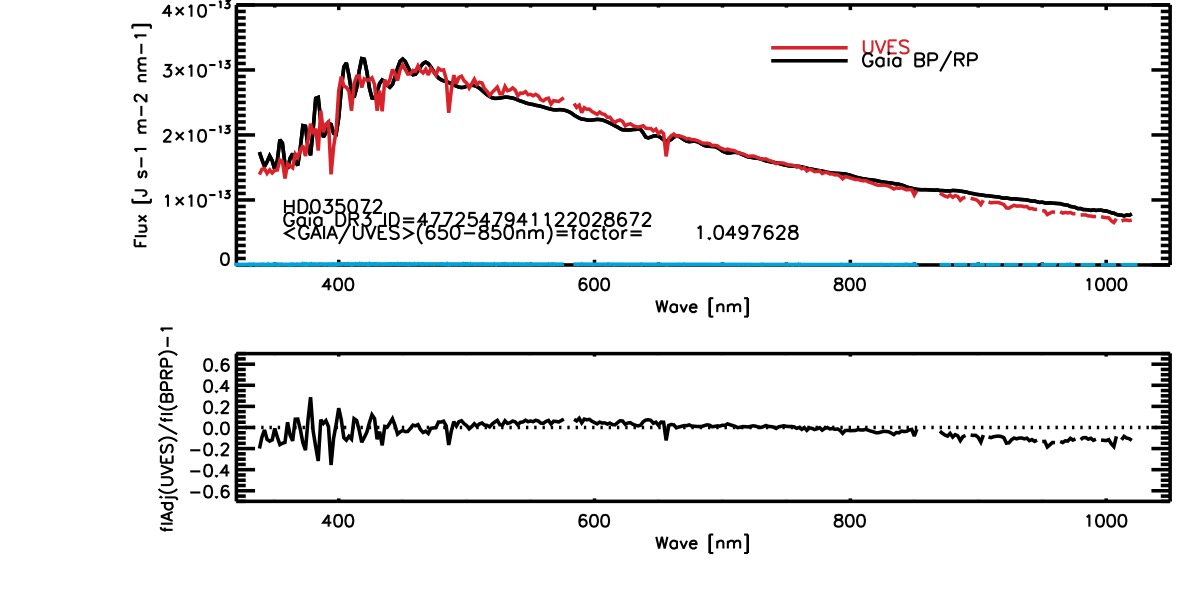 4×10−13
3×10−13
2×10−13
1×10−13
0
Flux [J s−1 m−2 nm−1]
UVES
Gaia BP/RP
HD035072
Gaia DR3 ID=4772547941122028672
<GAIA/UVES>(650−850nm)=factor= 1.0497628
400 600 800 1000
Wave [nm]
0.6
0.4
0.2
0.0
−0.2
−0.4
−0.6
flAdj(UVES)/fl(BPRP)−1
400 600 800 1000
Wave [nm]